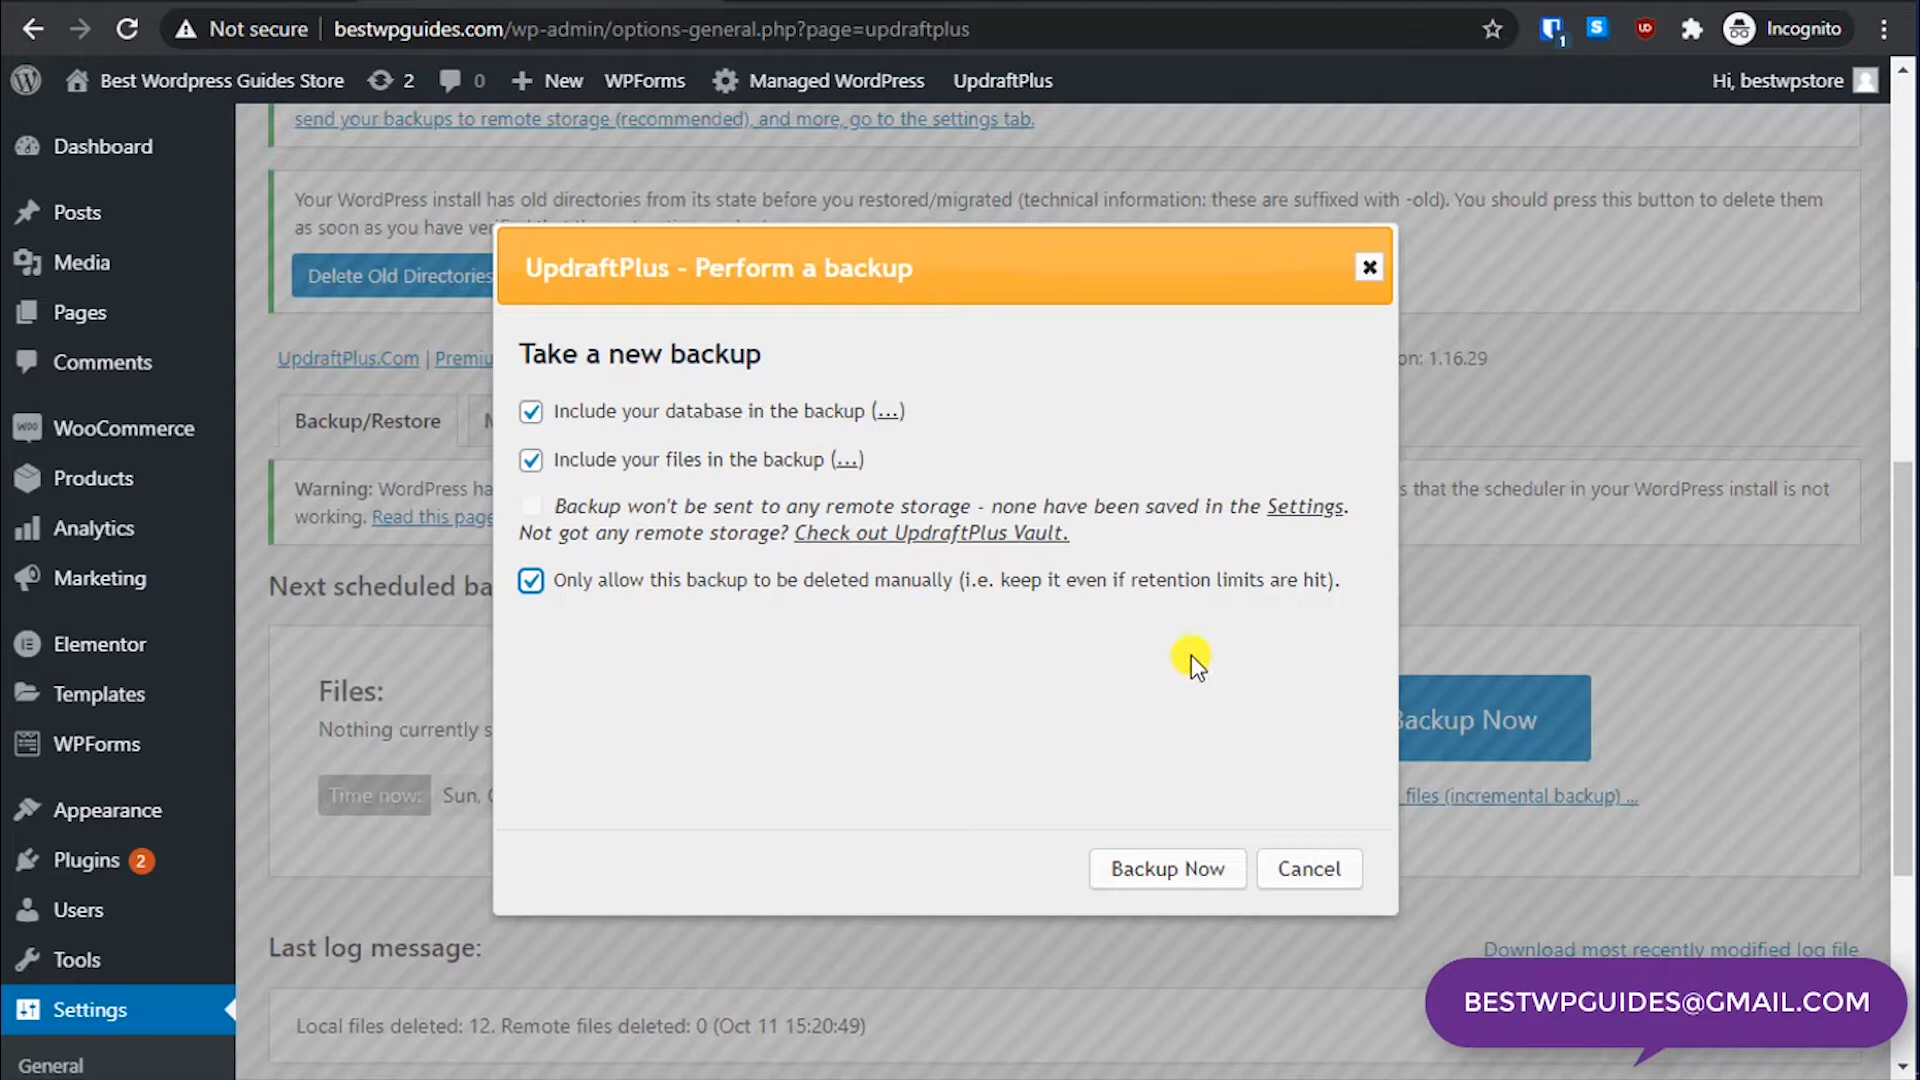 Not secure | bestwpguides.com/wp-admin/options-general.php?page=updraftplus
1
S
UD
Incognito
Best Wordpress Guides Store
2
0
New
WPForms
Managed WordPress
UpdraftPlus
Hi, bestwpstore
Dashboard
Posts
Media
Pages
Comments
WooCommerce
Products
Analytics
Marketing
Elementor
Templates
WPForms
Appearance
Plugins 2
Users
Tools
Settings
General
send your backups to remote storage (recommended), and more, go to the settings tab.
Your WordPress install has old directories from its state before you restored/migrated (technical information: these are suffixed with -old). You should press this button to delete them
as soon as you have
Delete Old Directories
UpdraftPlus.Com |
on: 1.16.29
Backup/Restore
Warning: WordPress
s that the scheduler in your WordPress install is not
working. Read this page
Next scheduled
Files:
Nothing currently
Time now: Sun,
Backup Now
files (incremental backup) ...
Last log message:
Download most recently modified log file
Local files deleted: 12. Remote files deleted: 0 (Oct 11 15:20:49)
UpdraftPlus - Perform a backup
Take a new backup
Include your database in the backup (...)
Include your files in the backup (...)
Backup won't be sent to any remote storage - none have been saved in the Settings.
Not got any remote storage? Check out UpdraftPlus Vault.
Only allow this backup to be deleted manually (i.e. keep it even if retention limits are hit).
Backup Now
Cancel
BESTWPGUIDES@GMAIL.COM